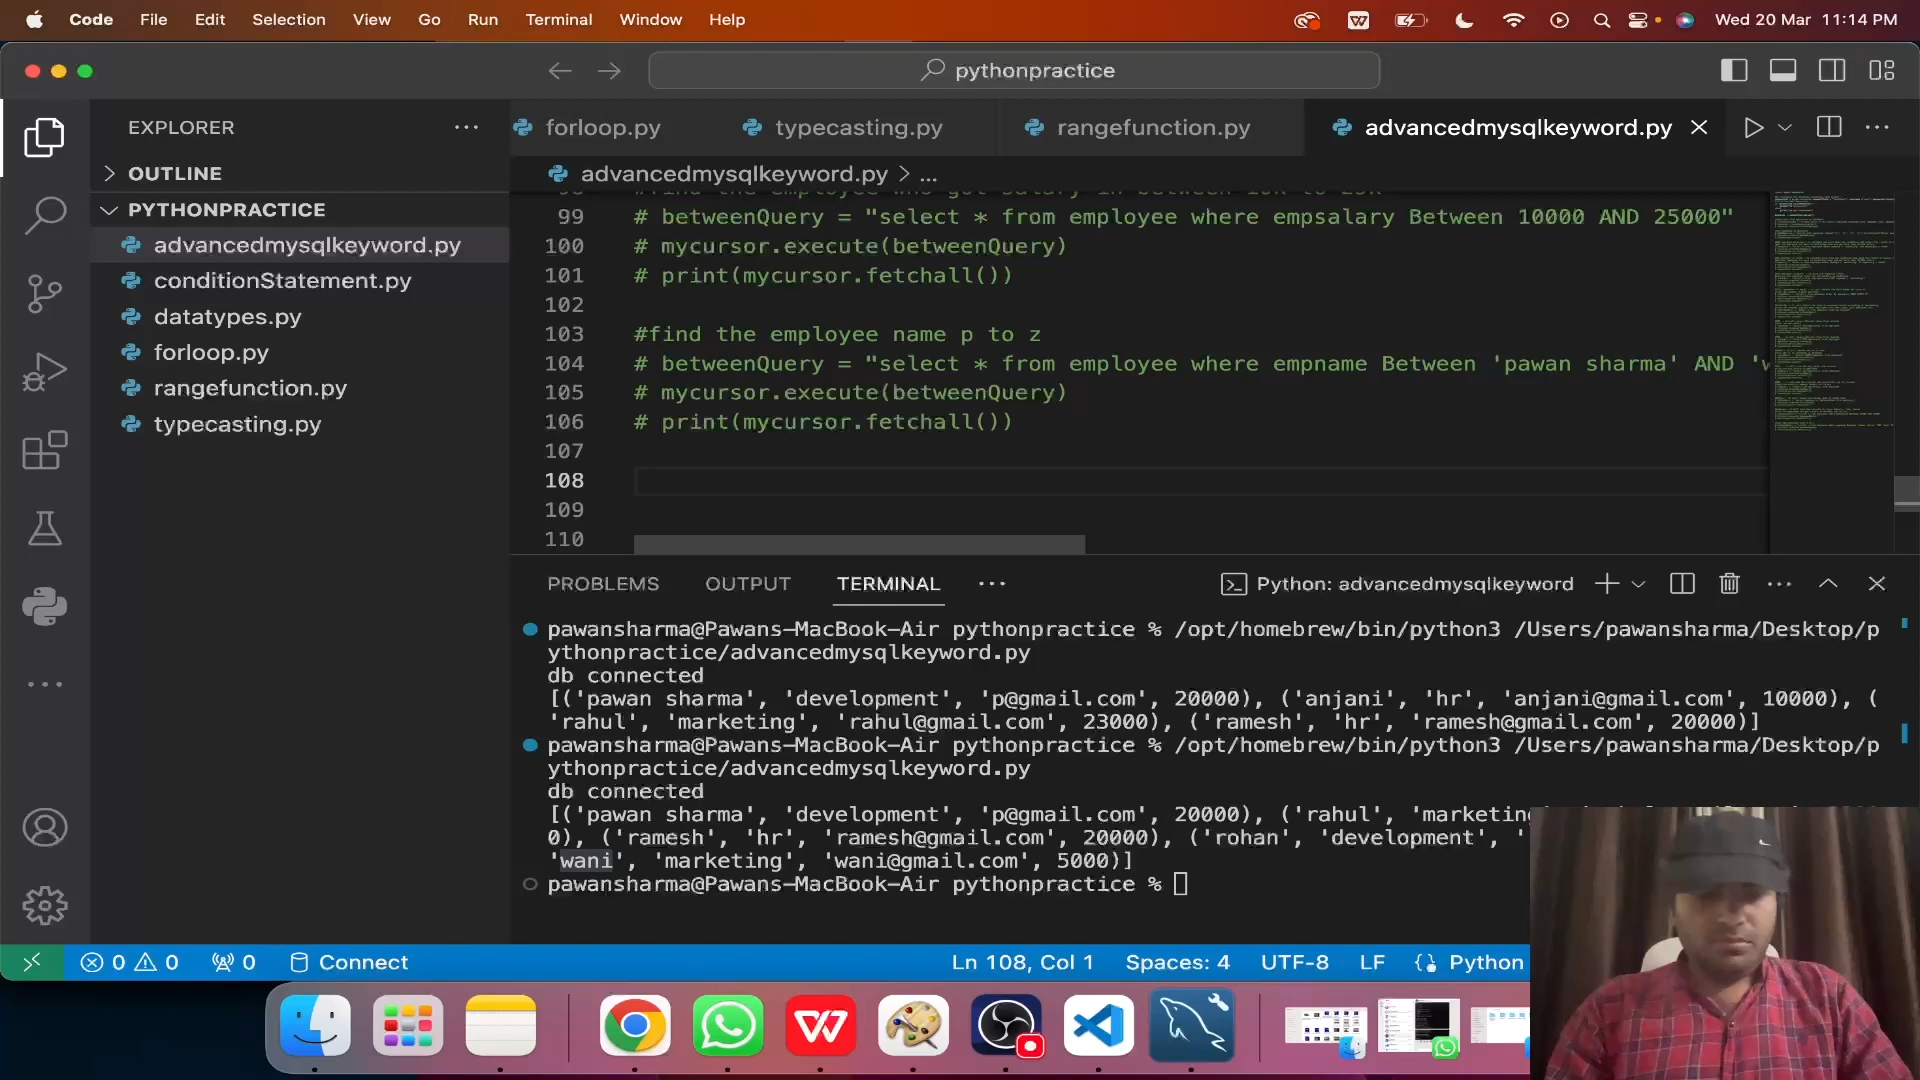 Code File Edit Selection View Go Run Terminal Window Help Wed 20 Mar 11:14 PM
pythonpractice
EXPLORER
OUTLINE
PYTHONPRACTICE
advancedmysqlkeyword.py
conditionStatement.py
datatypes.py
forloop.py
rangefunction.py
typecasting.py
forloop.py typecasting.py rangefunction.py advancedmysqlkeyword.py
advancedmysqlkeyword.py > ...
99 # betweenQuery = "select * from employee where empsalary Between 10000 AND 25000"
100 # mycursor.execute(betweenQuery)
101 # print(mycursor.fetchall())
102
103 #find the employee name p to z
104 # betweenQuery = "select * from employee where empname Between 'pawan sharma' AND '
105 # mycursor.execute(betweenQuery)
106 # print(mycursor.fetchall())
107
108
109
110
PROBLEMS OUTPUT TERMINAL Python: advancedmysqlkeyword
pawansharma@Pawans-MacBook-Air pythonpractice % /opt/homebrew/bin/python3 /Users/pawansharma/Desktop/p
ythonpractice/advancedmysqlkeyword.py
db connected
[('pawan sharma', 'development', 'p@gmail.com', 20000), ('anjani', 'hr', 'anjani@gmail.com', 10000), (
'rahul', 'marketing', 'rahul@gmail.com', 23000), ('ramesh', 'hr', 'ramesh@gmail.com', 20000)]
pawansharma@Pawans-MacBook-Air pythonpractice % /opt/homebrew/bin/python3 /Users/pawansharma/Desktop/p
ythonpractice/advancedmysqlkeyword.py
db connected
[('pawan sharma', 'development', 'p@gmail.com', 20000), ('rahul', 'marketing
0), ('ramesh', 'hr', 'ramesh@gmail.com', 20000), ('rohan', 'development', '
'wani', 'marketing', 'wani@gmail.com', 5000)]
pawansharma@Pawans-MacBook-Air pythonpractice %
0 0 0 Connect Ln 108, Col 1 Spaces: 4 UTF-8 LF Python